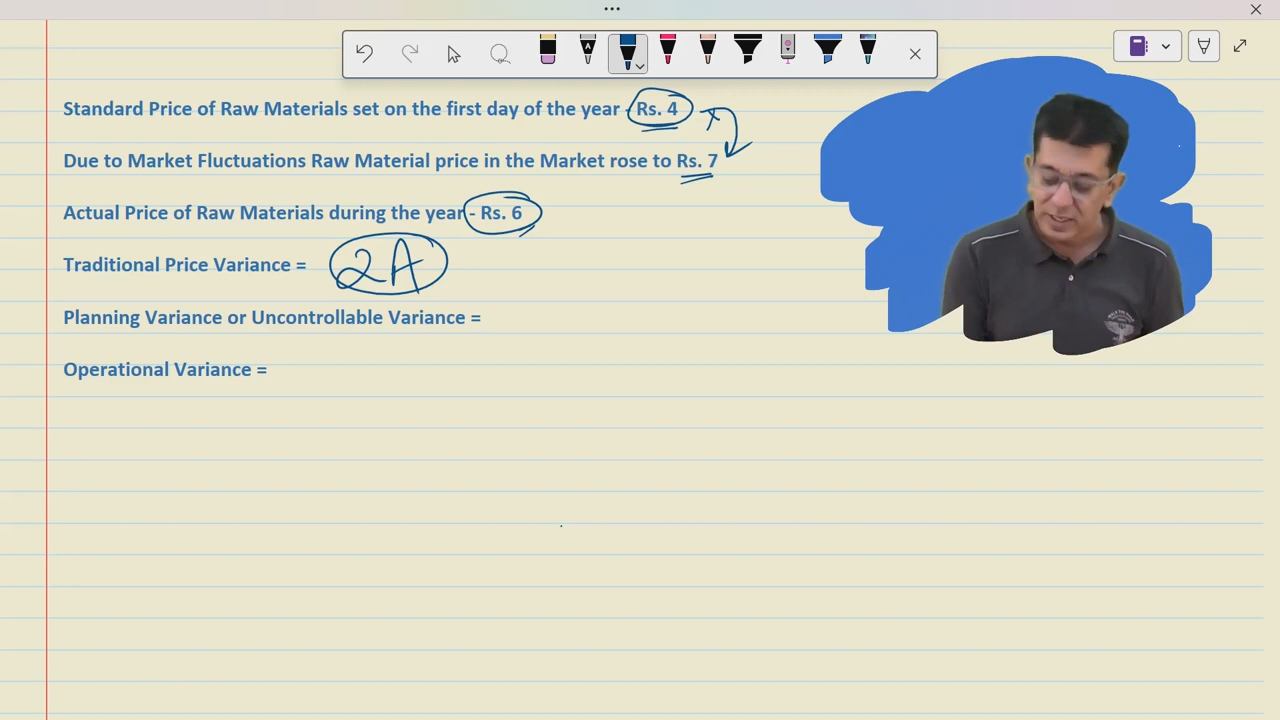 Standard Price of Raw Materials set on the first day of the year - Rs. 4
Due to Market Fluctuations Raw Material price in the Market rose to Rs. 7
Actual Price of Raw Materials during the year - Rs. 6
Traditional Price Variance = 2A
Planning Variance or Uncontrollable Variance =
Operational Variance =